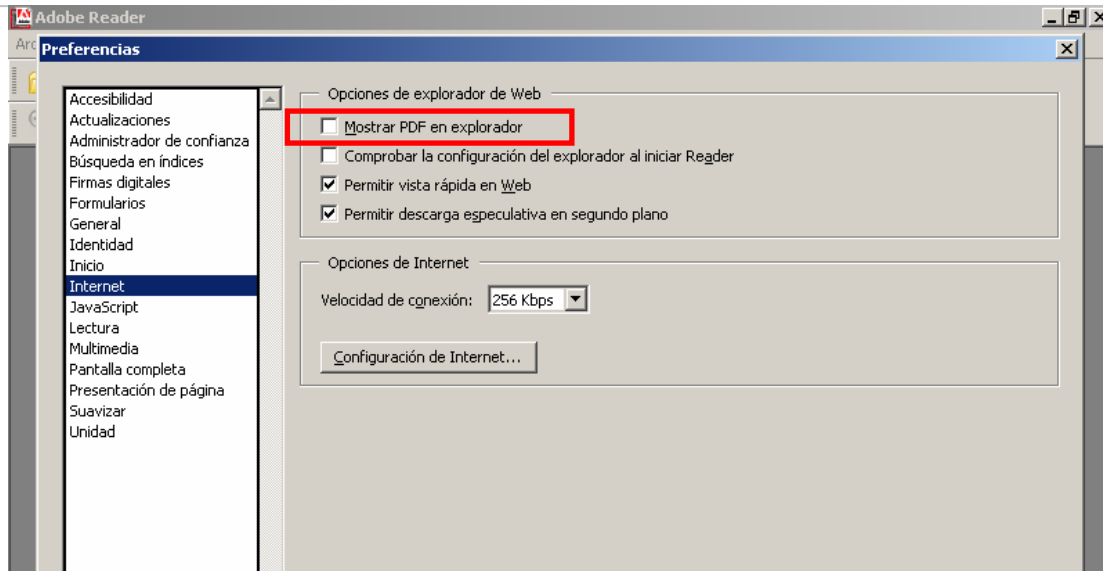 Adobe Reader
Arc
Preferencias
Accesibilidad
Actualizaciones
Administrador de confianza
Búsqueda en índices
Firmas digitales
Formularios
General
Identidad
Inicio
Internet
JavaScript
Lectura
Multimedia
Pantalla completa
Presentación de página
Suavizar
Unidad
Opciones de explorador de Web
Mostrar PDF en explorador
Comprobar la configuración del explorador al iniciar Reader
Permitir vista rápida en Web
Permitir descarga especulativa en segundo plano
Opciones de Internet
Velocidad de conexión: 256 Kbps
Configuración de Internet...